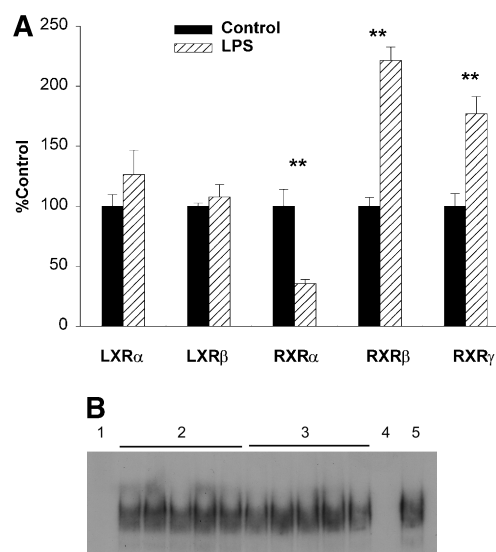 A
Control
LPS
%Control
250
200
150
100
50
0
**
**
**
LXRα
LXRβ
RXRα
RXRβ
RXRγ
B
1 2 3 4 5